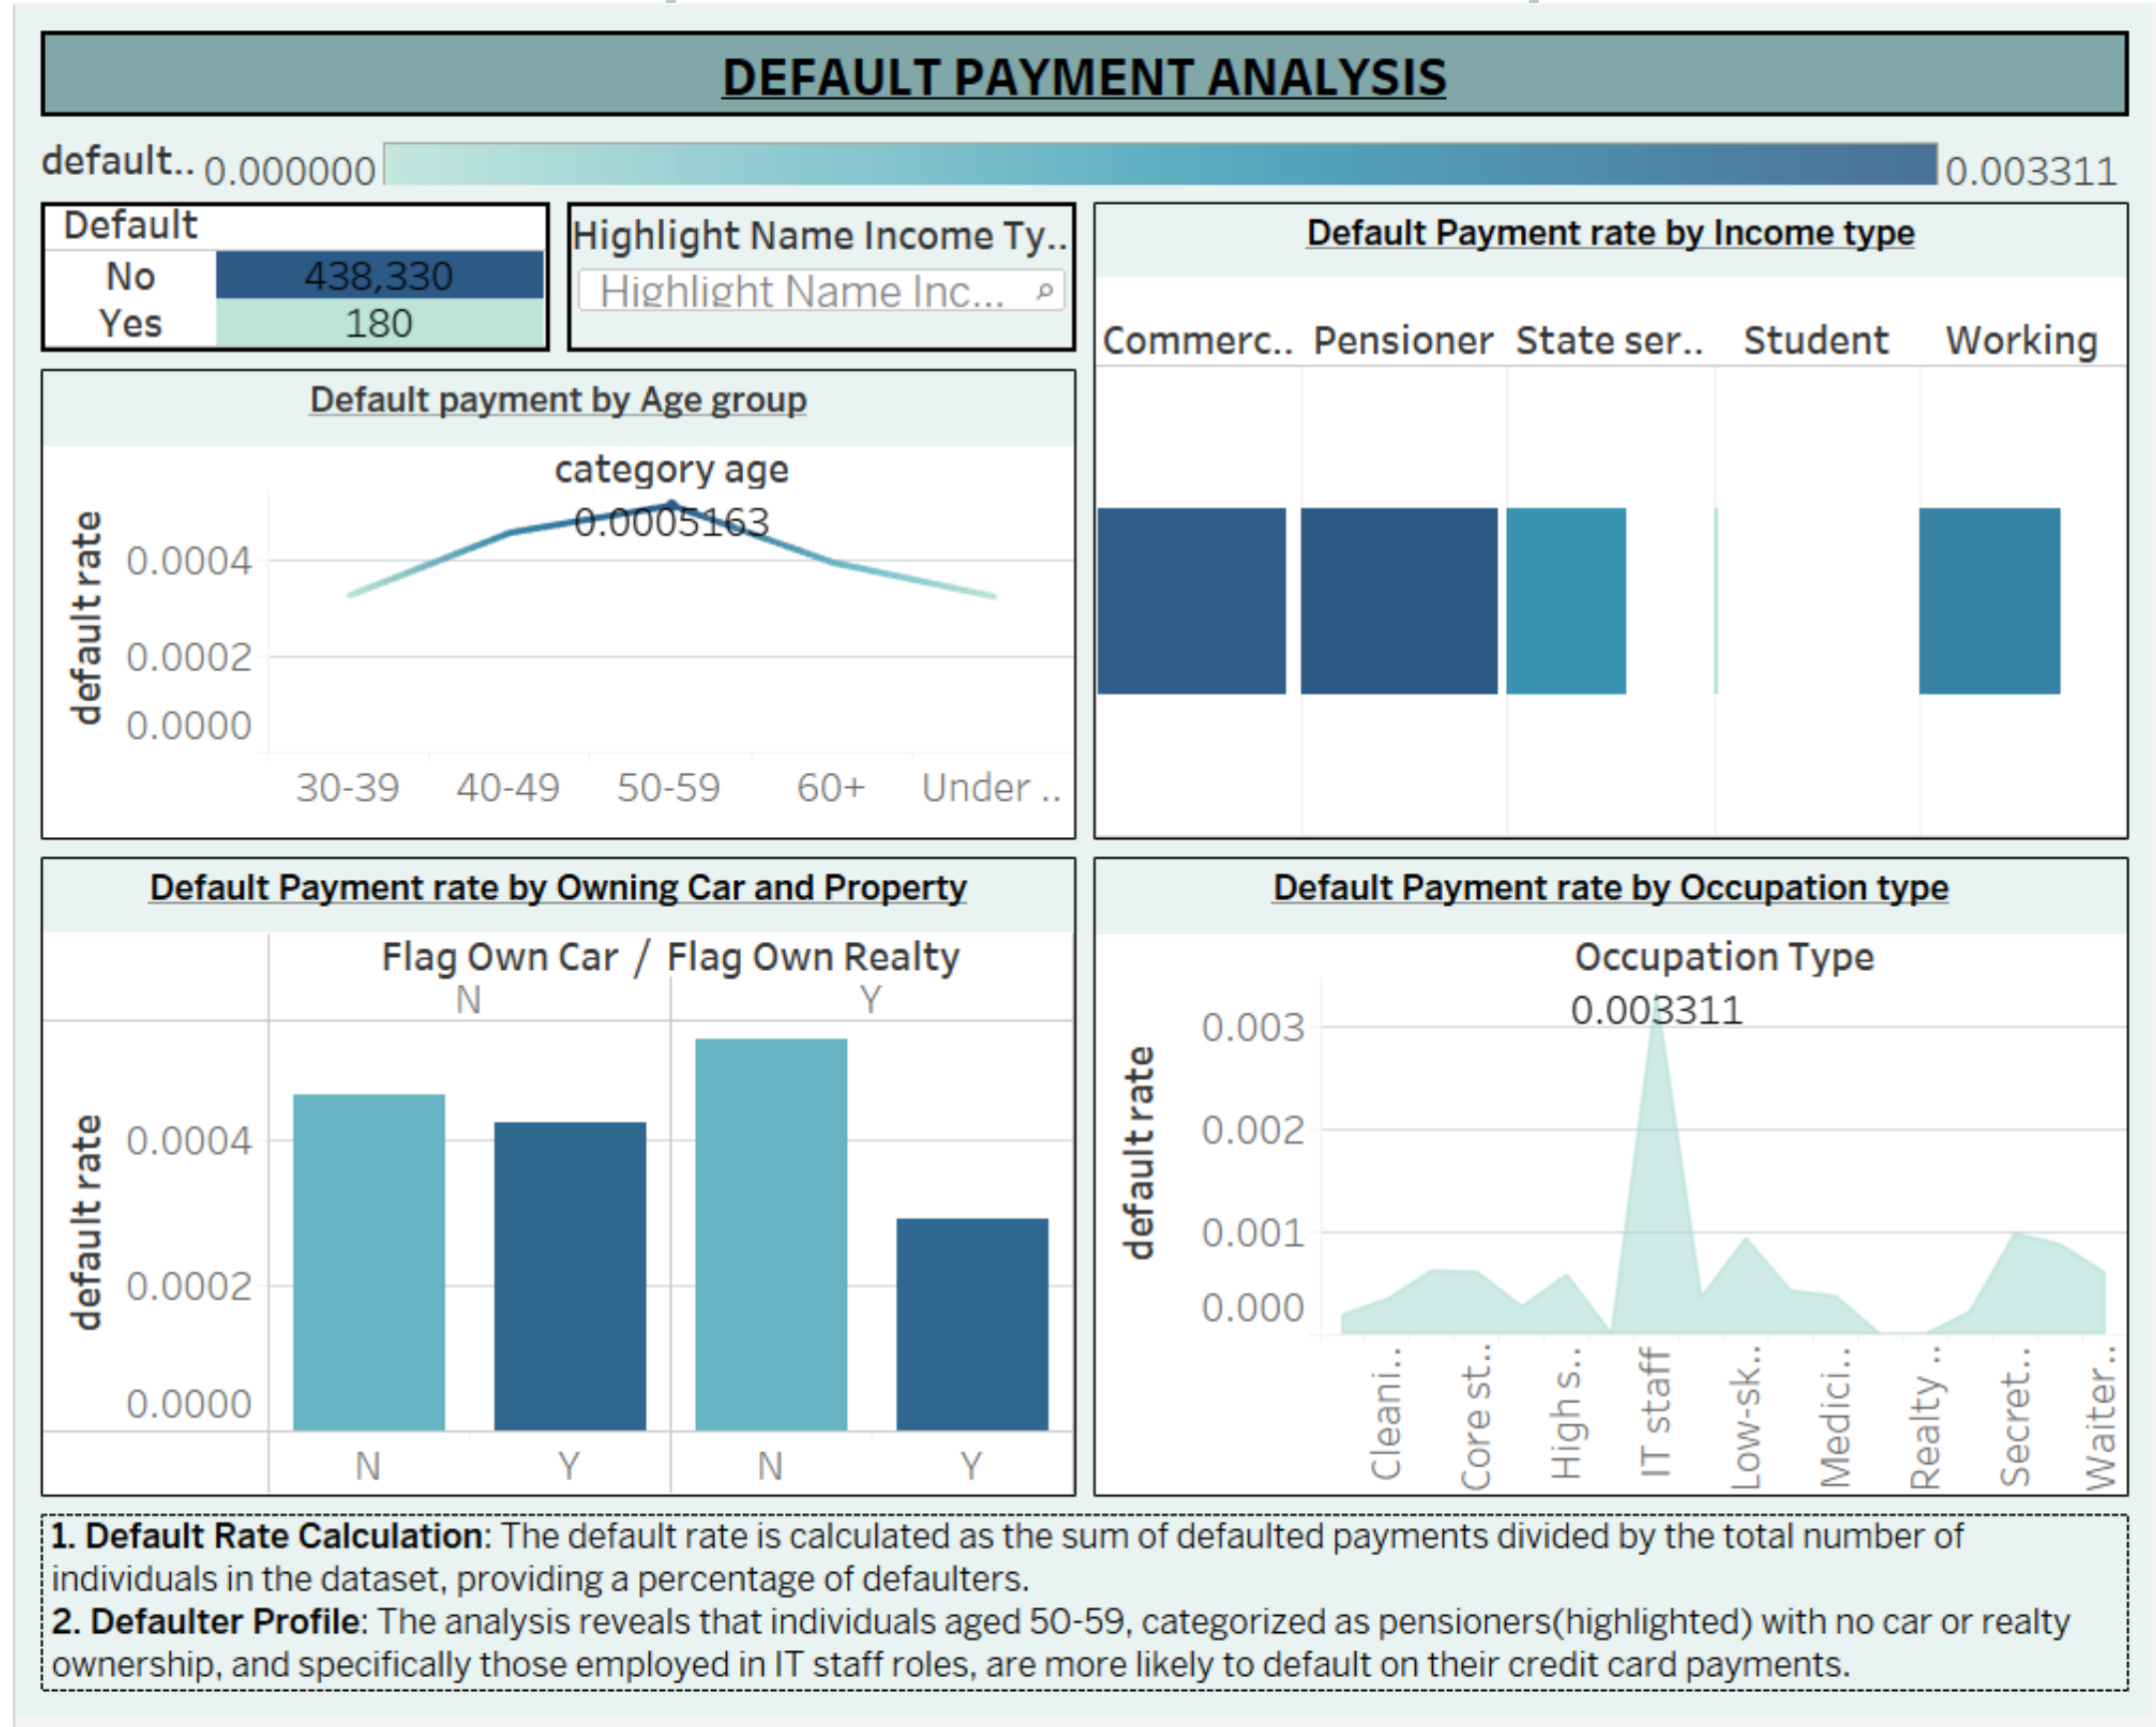 DEFAULT PAYMENT ANALYSIS
default.. 0.000000 0.003311
Default
No 438,330
Yes 180
Highlight Name Income Ty..
Highlight Name Inc...
Default Payment rate by Income type
Commerc.. Pensioner State ser.. Student Working
Default payment by Age group
category age
0.0005163
default rate
0.0004
0.0002
0.0000
30-39 40-49 50-59 60+ Under ..
Default Payment rate by Owning Car and Property
Flag Own Car / Flag Own Realty
N Y
default rate
0.0004
0.0002
0.0000
N Y N Y
Default Payment rate by Occupation type
Occupation Type
0.003311
default rate
0.003
0.002
0.001
0.000
Cleani.. Core st.. High s.. IT staff Low-sk.. Medici.. Realty .. Secret.. Waiter..
1. Default Rate Calculation: The default rate is calculated as the sum of defaulted payments divided by the total number of
individuals in the dataset, providing a percentage of defaulters.
2. Defaulter Profile: The analysis reveals that individuals aged 50-59, categorized as pensioners(highlighted) with no car or realty
ownership, and specifically those employed in IT staff roles, are more likely to default on their credit card payments.